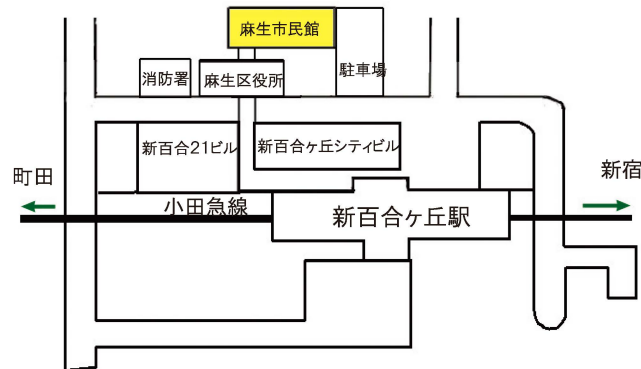 麻生市民館
消防署
麻生区役所
駐車場
新百合21ビル
新百合ヶ丘シティビル
町田
新宿
小田急線
新百合ヶ丘駅